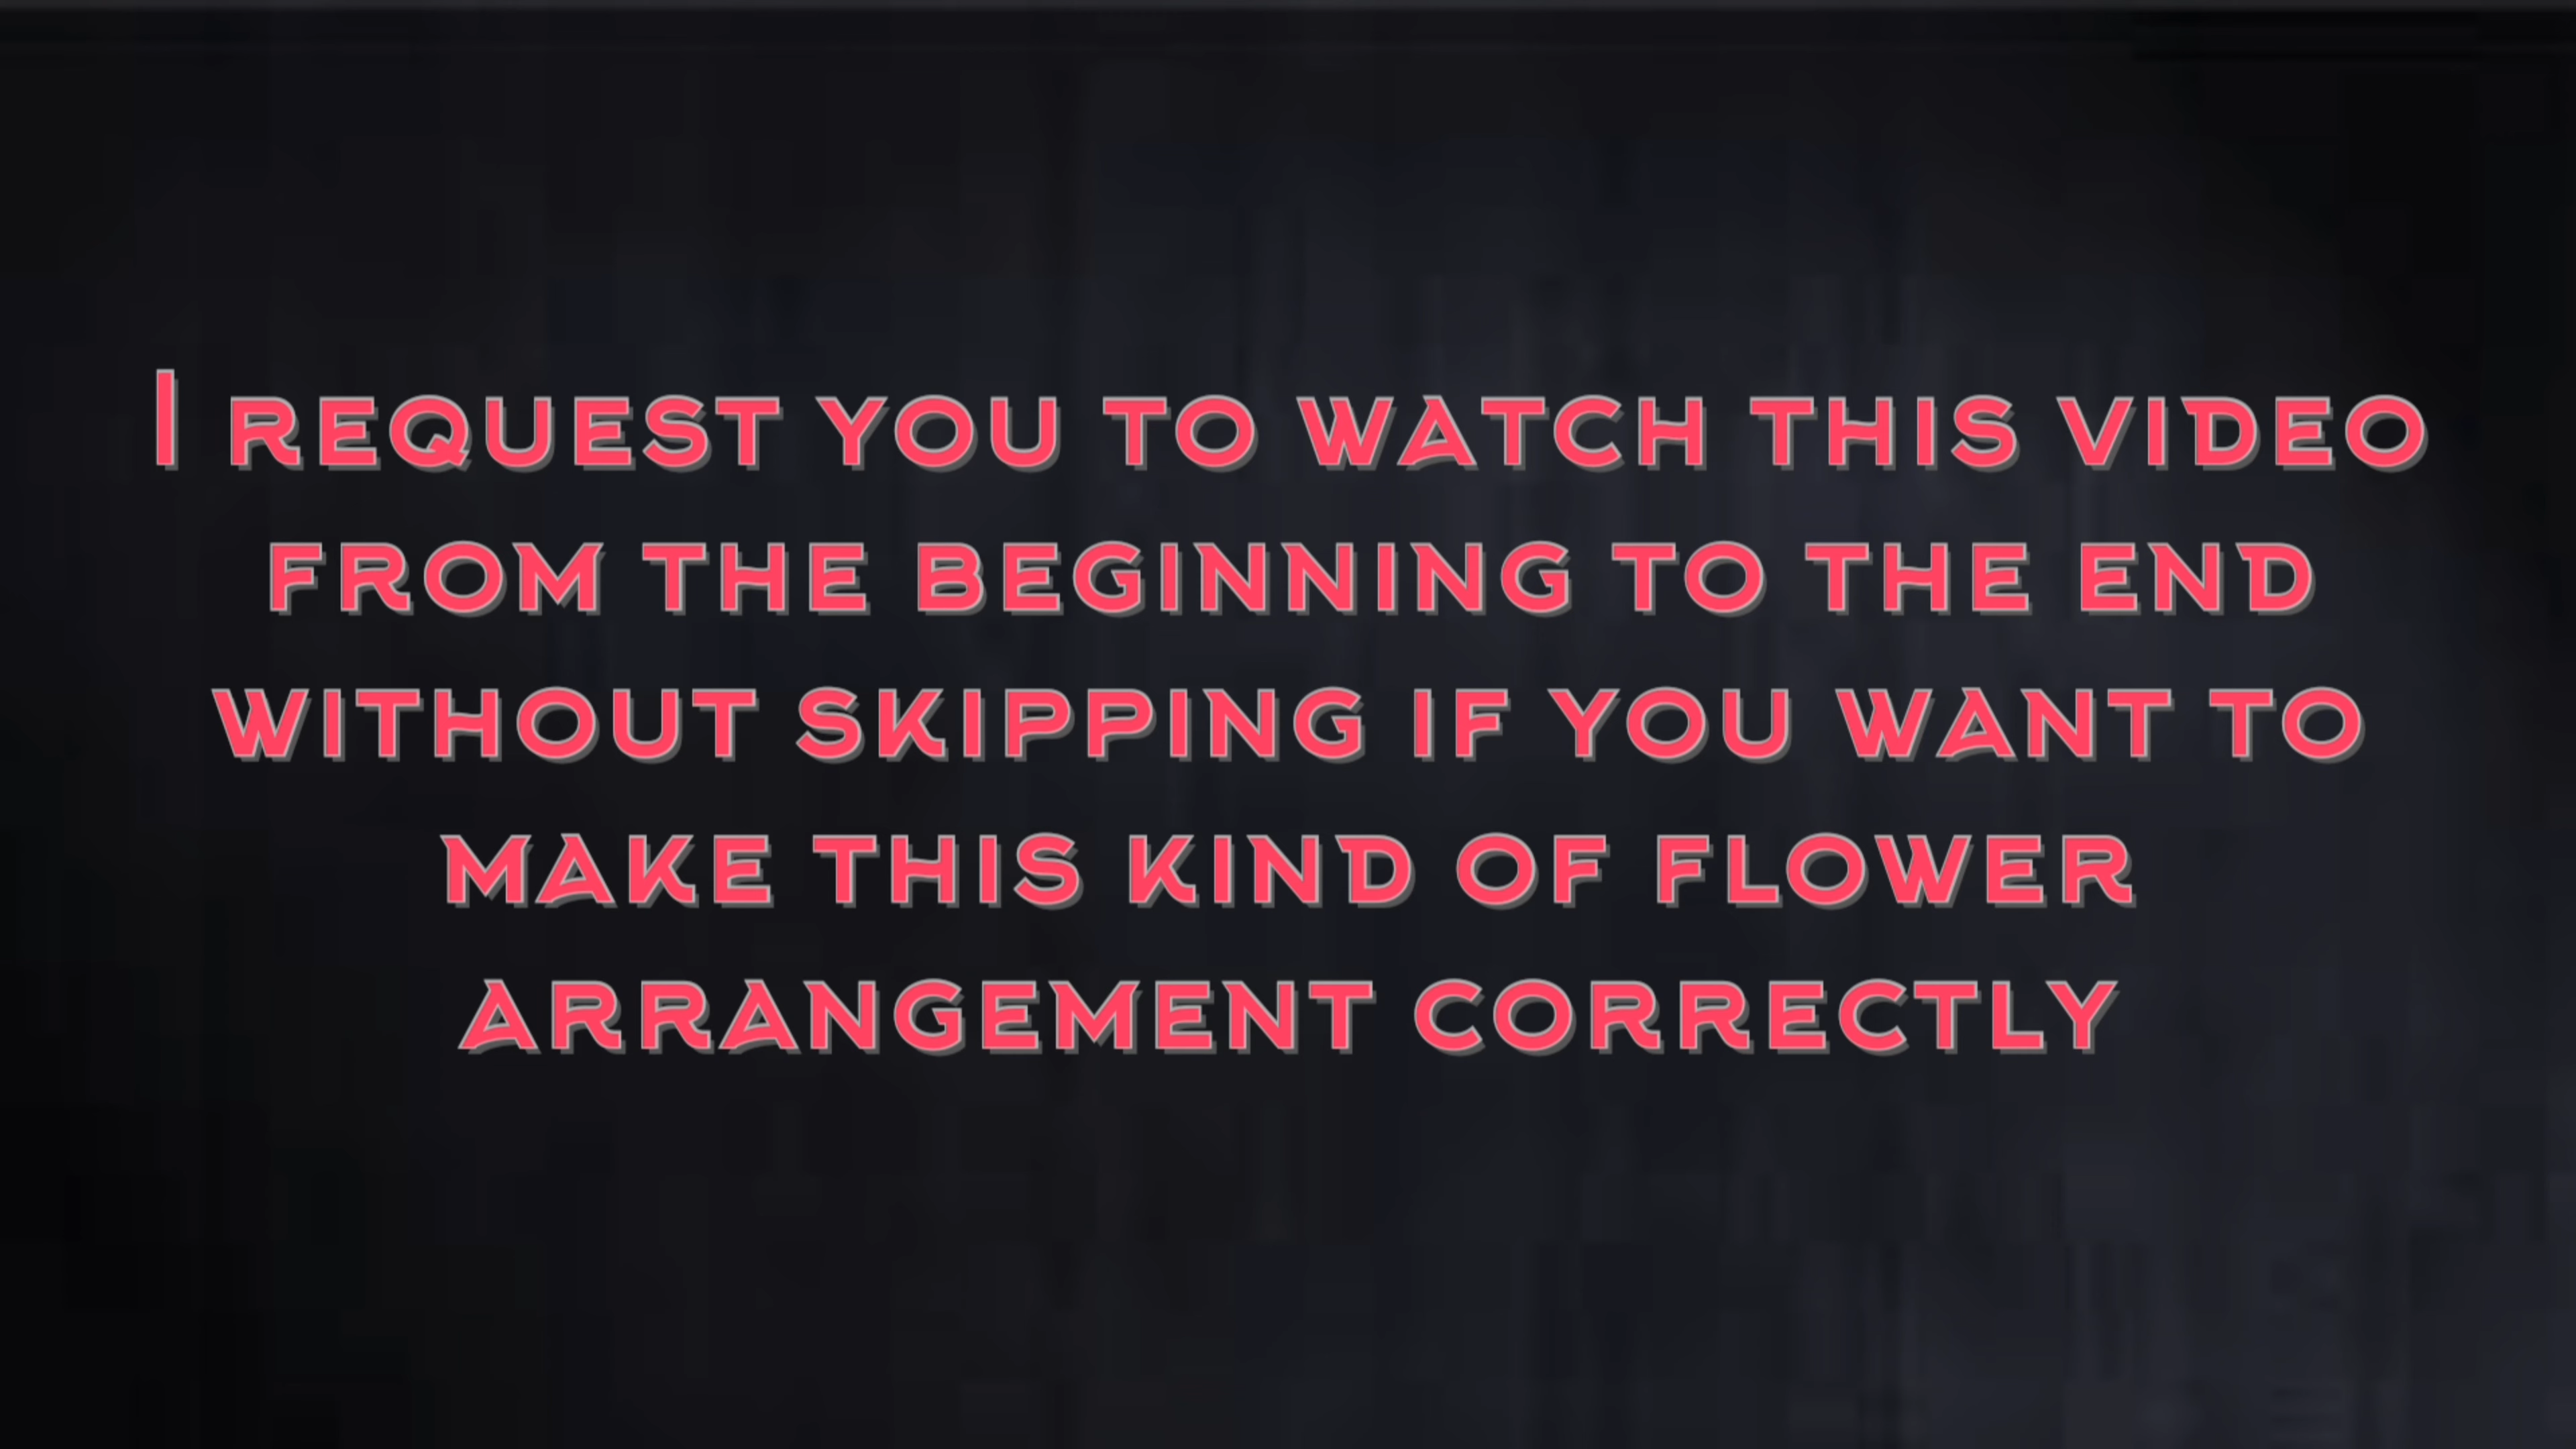 I request you to watch this video
from the beginning to the end
without skipping if you want to
make this kind of flower
arrangement correctly